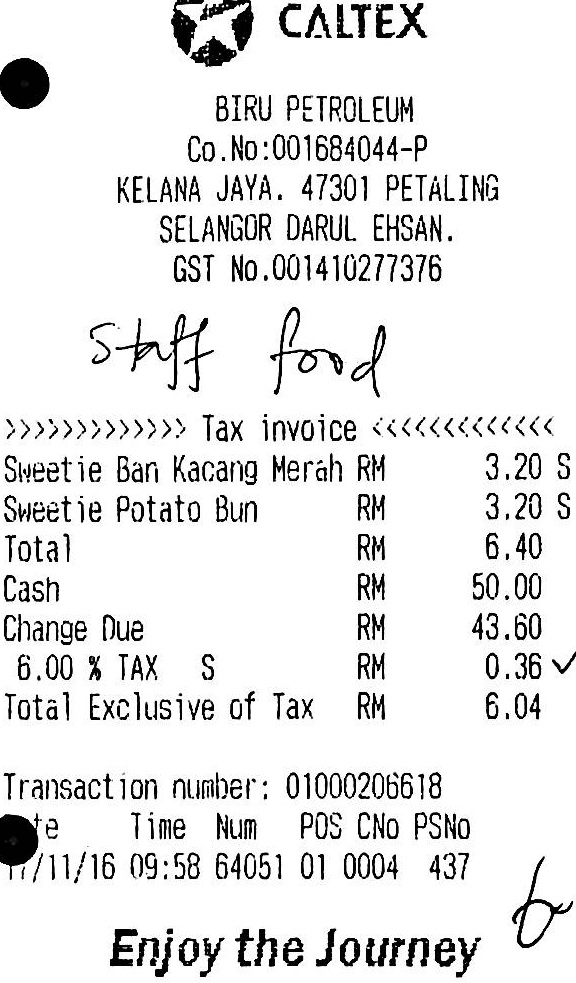 CALTEX
BIRU PETROLEUM
Co.No:001684044-P
KELANA JAYA. 47301 PETALING
SELANGOR DARUL EHSAN.
GST No.001410277376
staff food
>>>>>>>>>>>>> Tax invoice <<<<<<<<<<<<<
Sweetie Ban Kacang Merah RM 3.20 S
Sweetie Potato Bun RM 3.20 S
Total RM 6.40
Cash RM 50.00
Change Due RM 43.60
6.00 % TAX S RM 0.36 ✓
Total Exclusive of Tax RM 6.04
Transaction number: 01000206618
Time Num POS CNo PSNo
/11/16 09:58 64051 01 0004 437
Enjoy the Journey